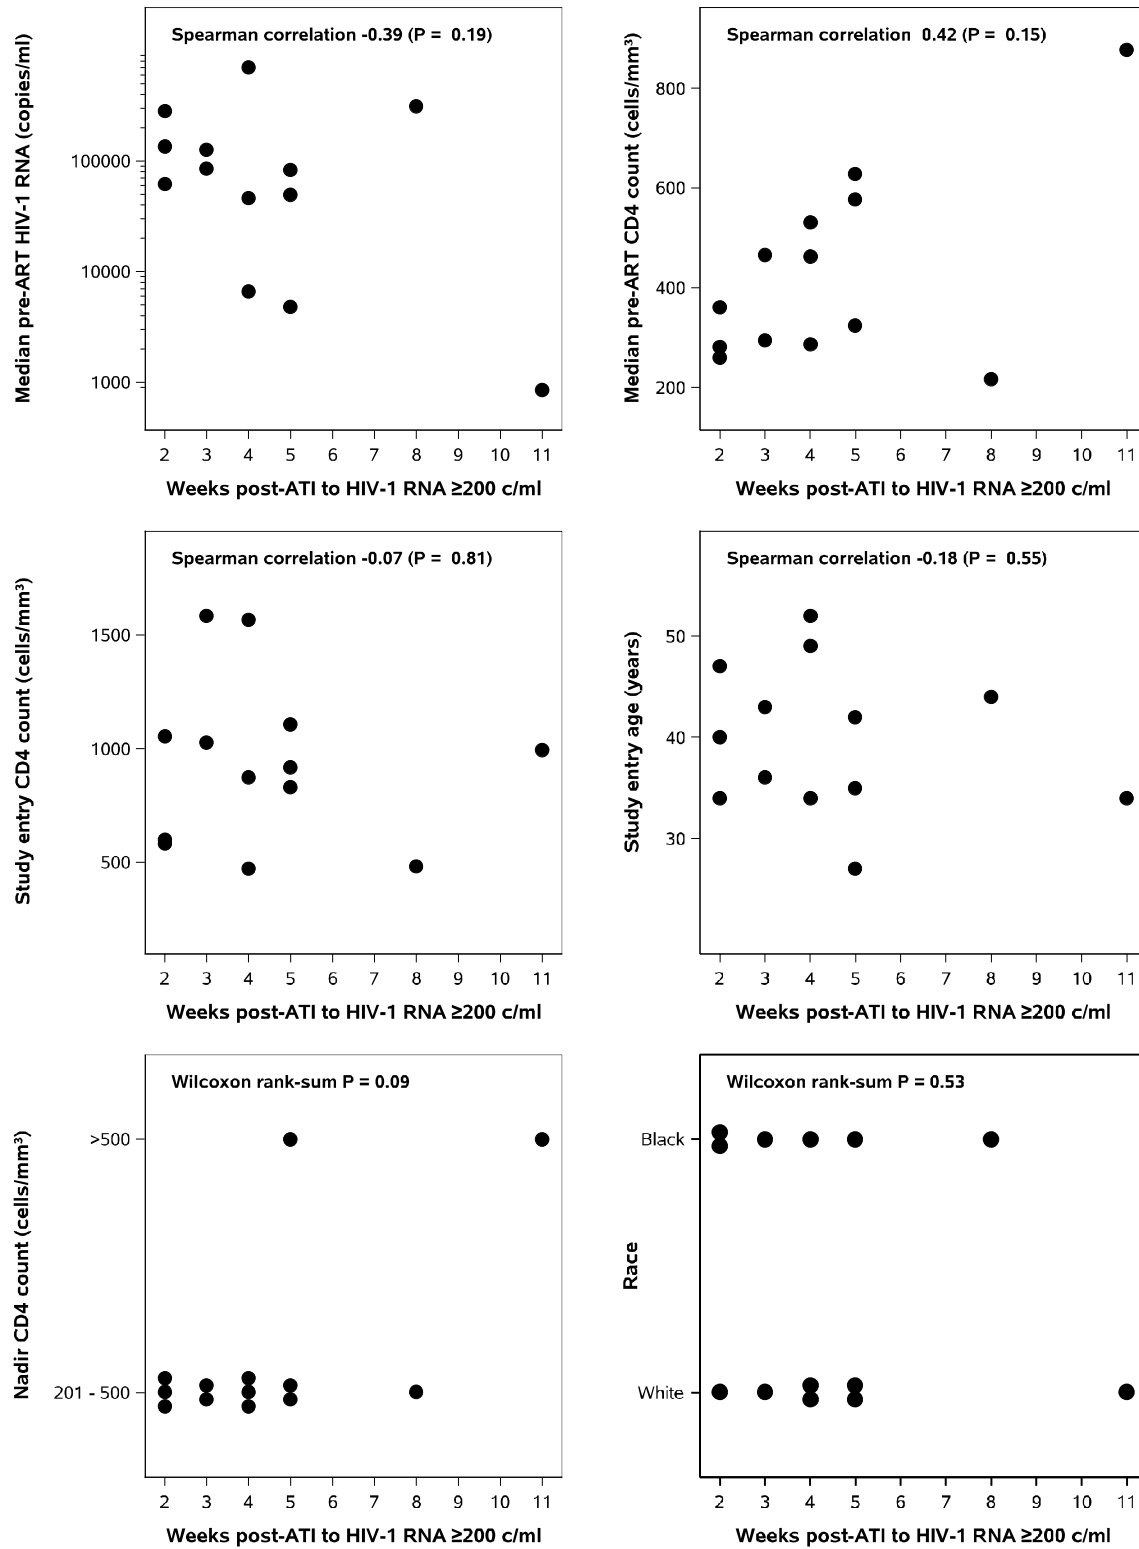 Spearman correlation -0.39 (P = 0.19)
Median pre-ART HIV-1 RNA (copies/ml)
100000
10000
1000
2 3 4 5 6 7 8 9 10 11
Weeks post-ATI to HIV-1 RNA ≥200 c/ml
Spearman correlation 0.42 (P = 0.15)
Median pre-ART CD4 count (cells/mm³)
800
600
400
200
2 3 4 5 6 7 8 9 10 11
Weeks post-ATI to HIV-1 RNA ≥200 c/ml
Spearman correlation -0.07 (P = 0.81)
Study entry CD4 count (cells/mm³)
1500
1000
500
2 3 4 5 6 7 8 9 10 11
Weeks post-ATI to HIV-1 RNA ≥200 c/ml
Spearman correlation -0.18 (P = 0.55)
Study entry age (years)
50
40
30
2 3 4 5 6 7 8 9 10 11
Weeks post-ATI to HIV-1 RNA ≥200 c/ml
Wilcoxon rank-sum P = 0.09
Nadir CD4 count (cells/mm³)
>500
201 - 500
2 3 4 5 6 7 8 9 10 11
Weeks post-ATI to HIV-1 RNA ≥200 c/ml
Wilcoxon rank-sum P = 0.53
Race
Black
White
2 3 4 5 6 7 8 9 10 11
Weeks post-ATI to HIV-1 RNA ≥200 c/ml